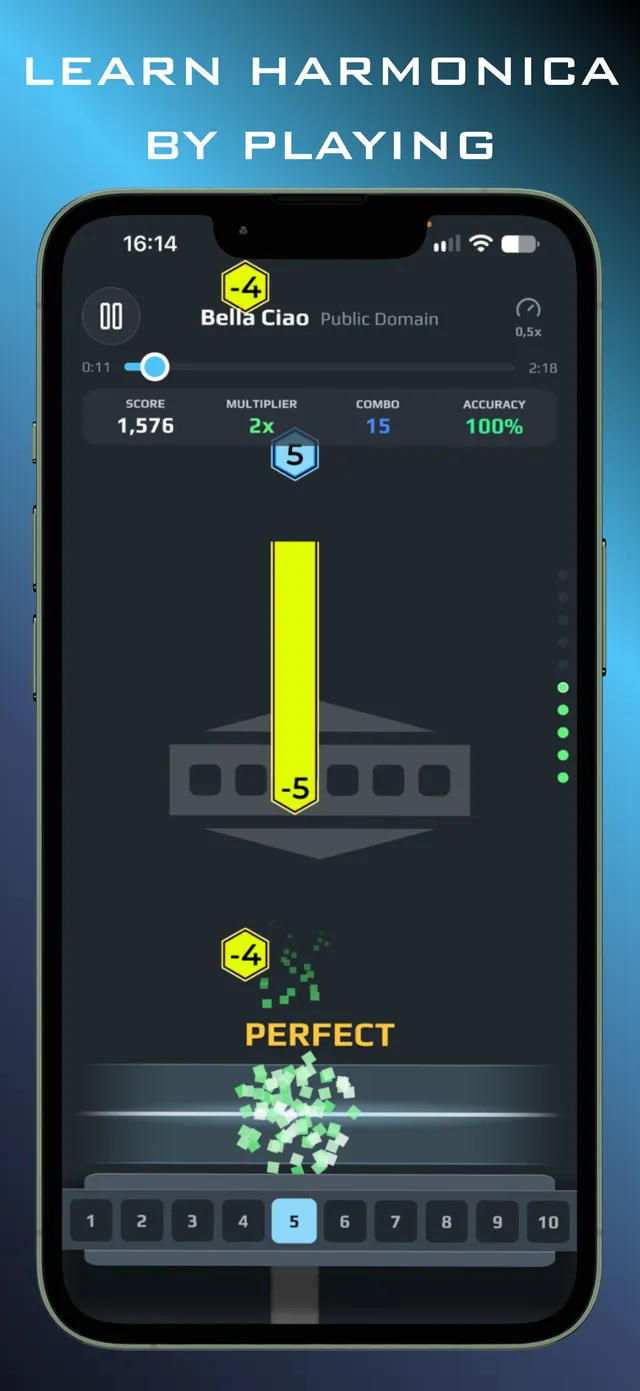 LEARN HARMONICA
BY PLAYING
16:14
-4
Bella Ciao Public Domain
0,5x
0:11
2:18
SCORE MULTIPLIER COMBO ACCURACY
1,576 2x 15 100%
5
-5
-4
PERFECT
1 2 3 4 5 6 7 8 9 10